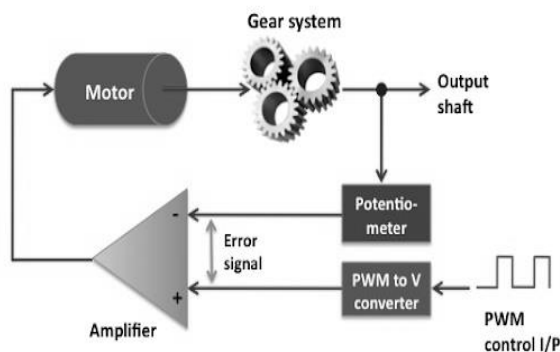 Gear system
Motor
Output
shaft
Potentio-
meter
-
Error
signal
PWM to V
converter
+
Amplifier
PWM
control I/P